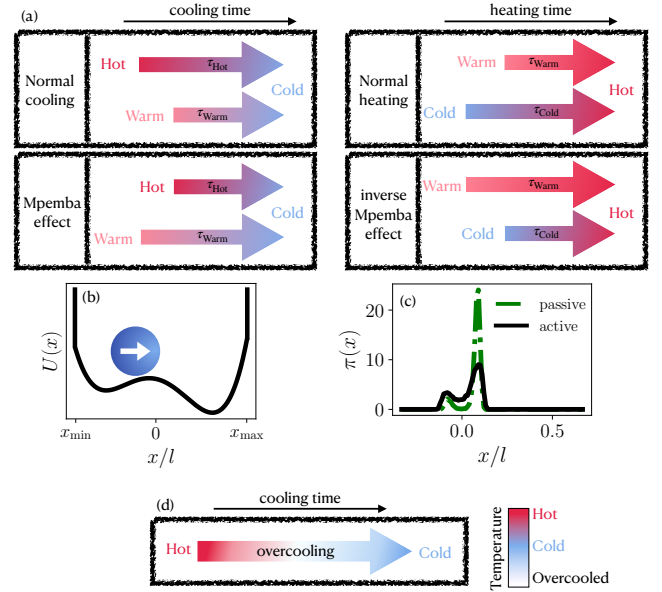 (a)
cooling time
Normal
cooling
Hot
τHot
Cold
Warm
τWarm
Mpemba
effect
Hot
τHot
Cold
Warm
τWarm
heating time
Normal
heating
Warm
τWarm
Hot
Cold
τCold
inverse
Mpemba
effect
Warm
τWarm
Hot
Cold
τCold
(b)
U(x)
xmin
0
xmax
x/l
(c)
passive
active
π(x)
20
10
0
0.0
0.5
x/l
(d)
cooling time
Hot
overcooling
Cold
Temperature
Hot
Cold
Overcooled